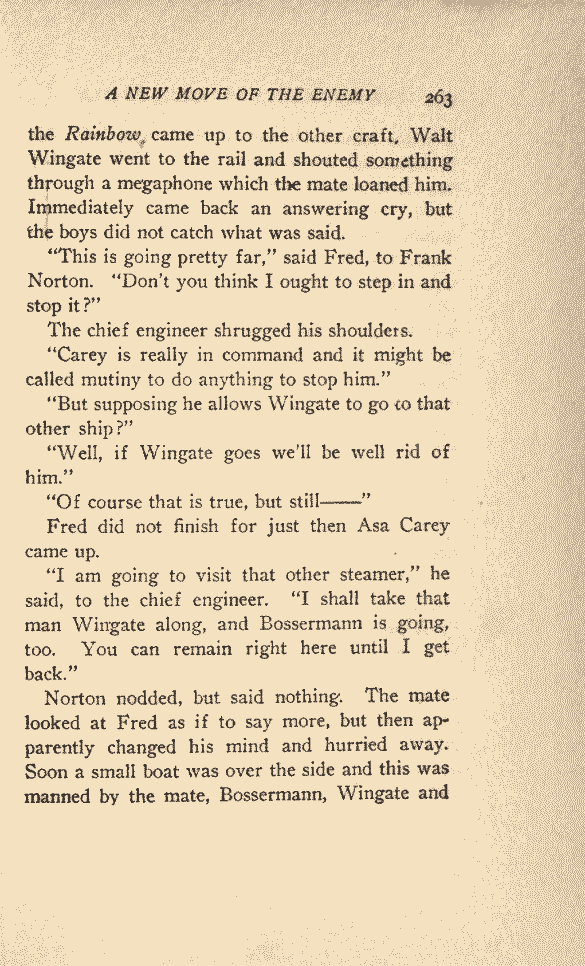 A NEW MOVE OF THE ENEMY 263
the Rainbow, came up to the other craft, Walt
Wingate went to the rail and shouted something
through a megaphone which the mate loaned him.
Immediately came back an answering cry, but
the boys did not catch what was said.
“This is going pretty far,” said Fred, to Frank
Norton. “Don’t you think I ought to step in and
stop it?”
The chief engineer shrugged his shoulders.
“Carey is really in command and it might be
called mutiny to do anything to stop him.”
“But supposing he allows Wingate to go to that
other ship?”
“Well, if Wingate goes we’ll be well rid of
him.”
“Of course that is true, but still——”
Fred did not finish for just then Asa Carey
came up.
“I am going to visit that other steamer,” he
said, to the chief engineer. “I shall take that
man Wingate along, and Bossermann is going,
too. You can remain right here until I get
back.”
Norton nodded, but said nothing. The mate
looked at Fred as if to say more, but then ap-
parently changed his mind and hurried away.
Soon a small boat was over the side and this was
manned by the mate, Bossermann, Wingate and